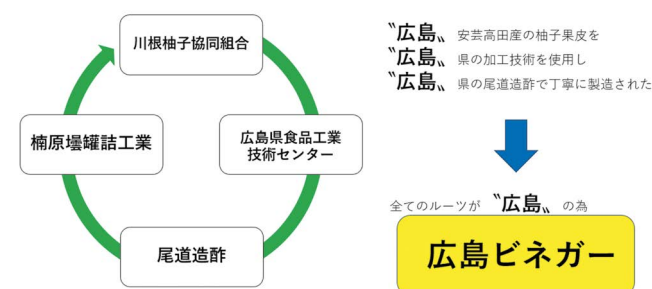 川根柚子協同組合
広島県食品工業
技術センター
尾道造酢
楠原壜罐詰工業
〝広島〟安芸高田産の柚子果皮を
〝広島〟県の加工技術を使用し
〝広島〟県の尾道造酢で丁寧に製造された
全てのルーツが〝広島〟の為
広島ビネガー